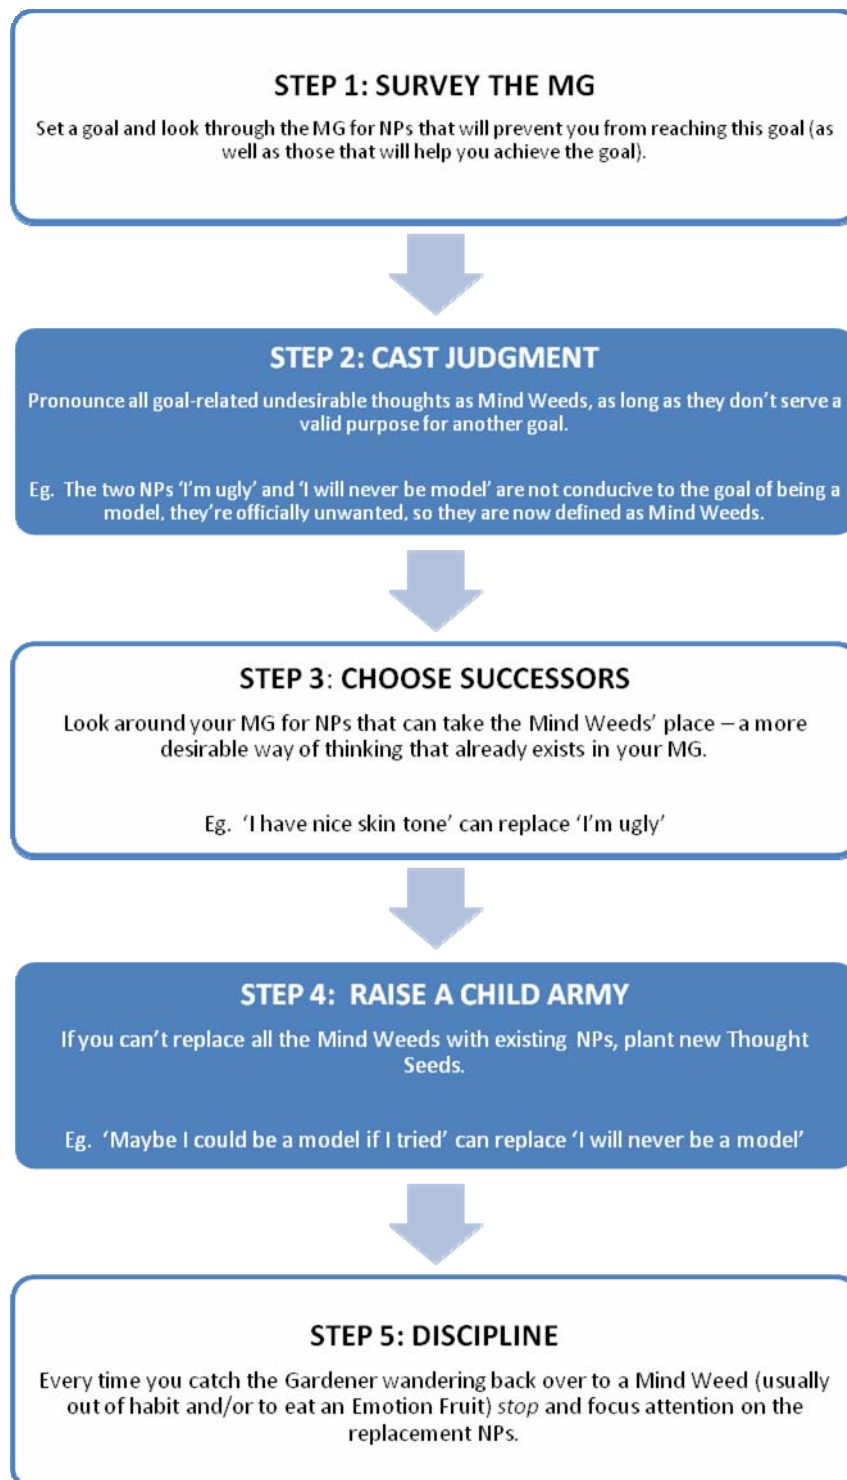 STEP 1: SURVEY THE MG
Set a goal and look through the MG for NPs that will prevent you from reaching this goal (as
well as those that will help you achieve the goal).
STEP 2: CAST JUDGMENT
Pronounce all goal-related undesirable thoughts as Mind Weeds, as long as they don’t serve a
valid purpose for another goal.
Eg. The two NPs ‘I’m ugly’ and ‘I will never be model’ are not conducive to the goal of being a
model, they’re officially unwanted, so they are now defined as Mind Weeds.
STEP 3: CHOOSE SUCCESSORS
Look around your MG for NPs that can take the Mind Weeds’ place – a more
desirable way of thinking that already exists in your MG.
Eg. ‘I have nice skin tone’ can replace ‘I’m ugly’
STEP 4: RAISE A CHILD ARMY
If you can’t replace all the Mind Weeds with existing NPs, plant new Thought
Seeds.
Eg. ‘Maybe I could be a model if I tried’ can replace ‘I will never be a model’
STEP 5: DISCIPLINE
Every time you catch the Gardener wandering back over to a Mind Weed (usually
out of habit and/or to eat an Emotion Fruit) stop and focus attention on the
replacement NPs.